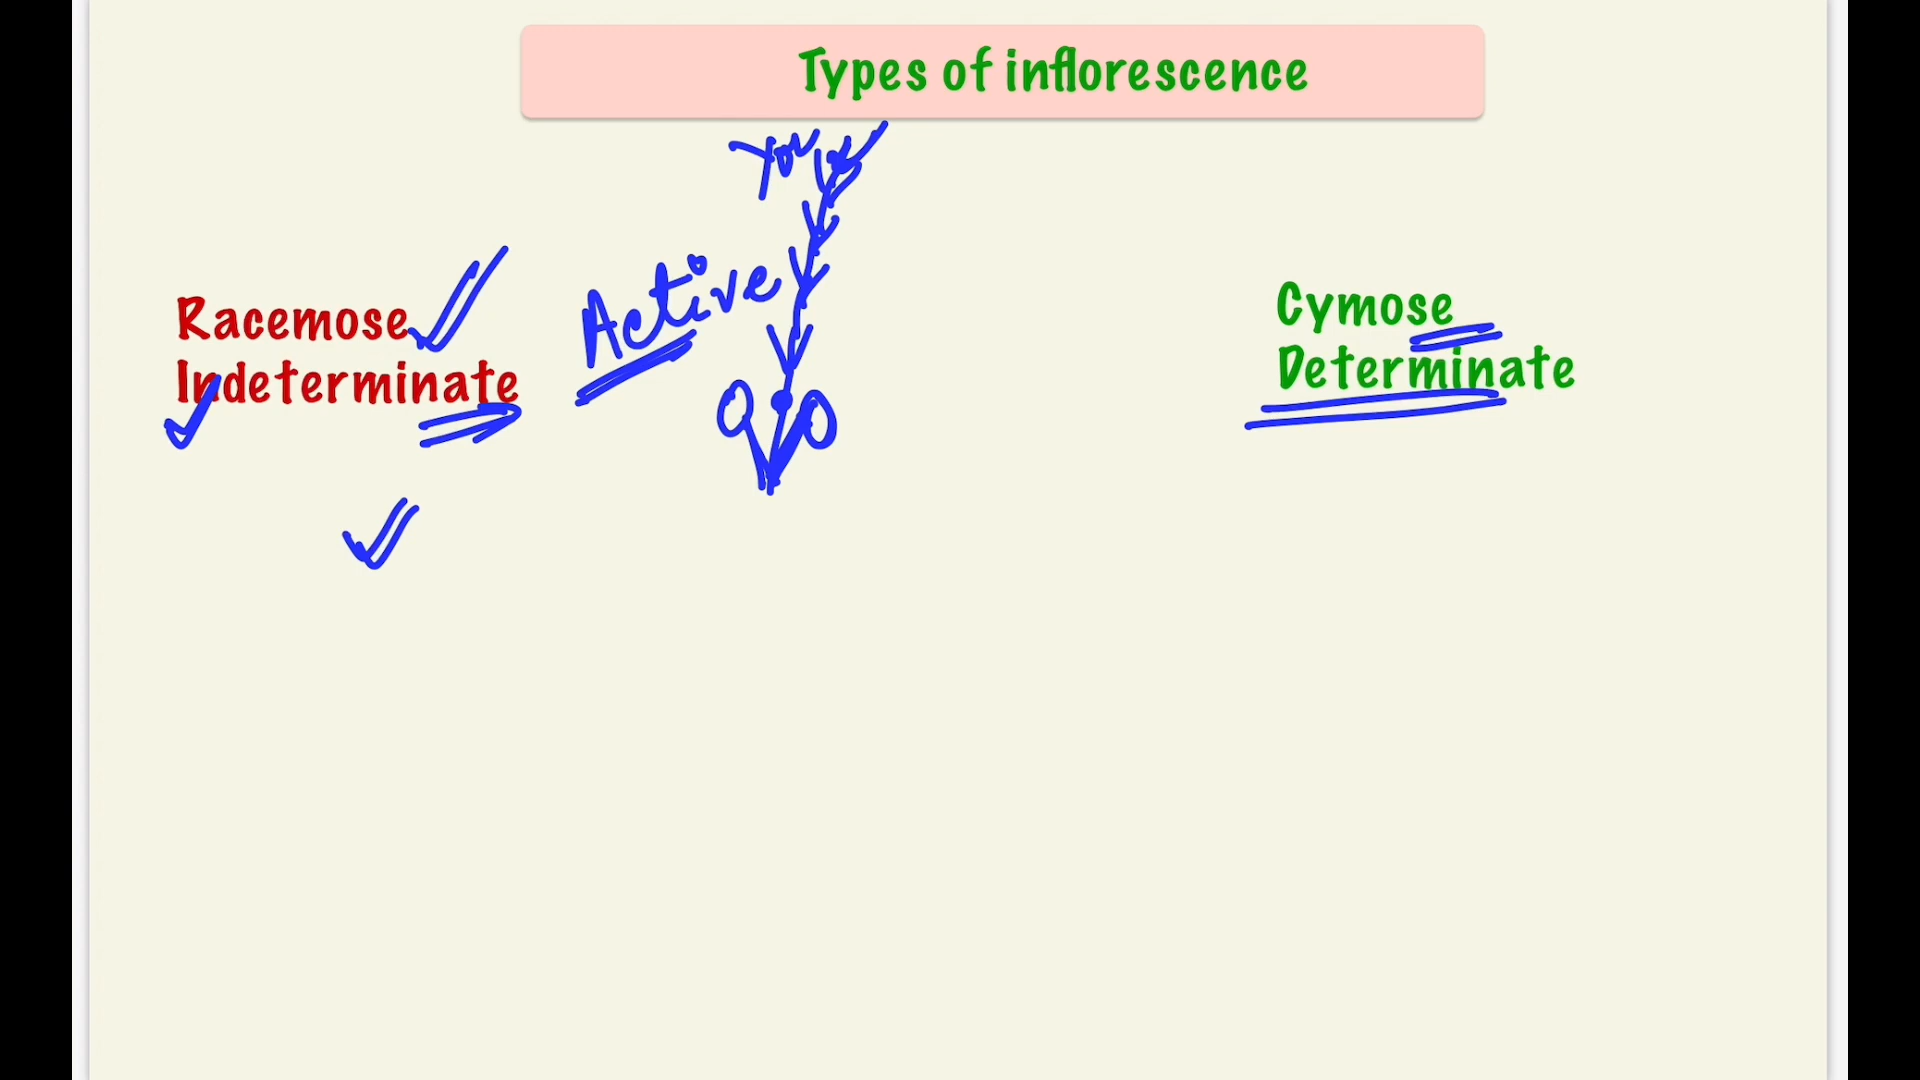 Types of inflorescence
Racemose
Indeterminate
Active
Cymose
Determinate